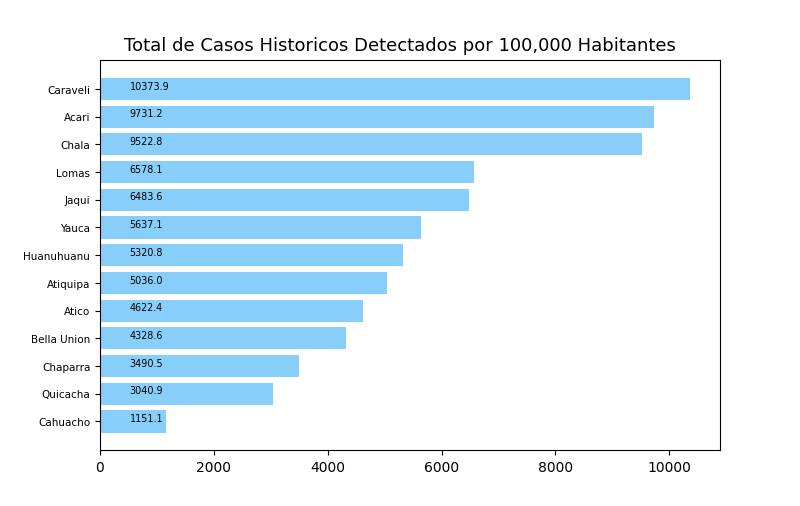 Total de Casos Historicos Detectados por 100,000 Habitantes
Caraveli 10373.9
Acari 9731.2
Chala 9522.8
Lomas 6578.1
Jaqui 6483.6
Yauca 5637.1
Huanuhuanu 5320.8
Atiquipa 5036.0
Atico 4622.4
Bella Union 4328.6
Chaparra 3490.5
Quicacha 3040.9
Cahuacho 1151.1
0 2000 4000 6000 8000 10000